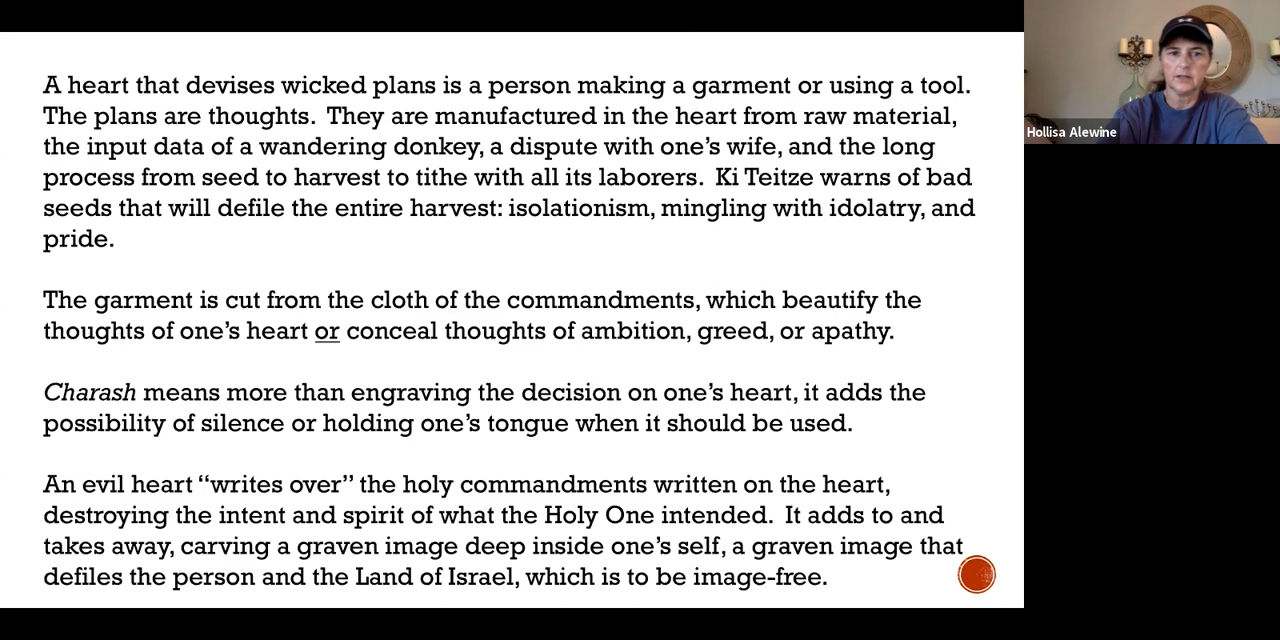 A heart that devises wicked plans is a person making a garment or using a tool.
The plans are thoughts.  They are manufactured in the heart from raw material,
the input data of a wandering donkey, a dispute with one’s wife, and the long
process from seed to harvest to tithe with all its laborers.  Ki Teitze warns of bad
seeds that will defile the entire harvest: isolationism, mingling with idolatry, and
pride.
The garment is cut from the cloth of the commandments, which beautify the
thoughts of one’s heart or conceal thoughts of ambition, greed, or apathy.
Charash means more than engraving the decision on one’s heart, it adds the
possibility of silence or holding one’s tongue when it should be used.
An evil heart “writes over” the holy commandments written on the heart,
destroying the intent and spirit of what the Holy One intended.  It adds to and
takes away, carving a graven image deep inside one’s self, a graven image that
defiles the person and the Land of Israel, which is to be image-free.
Hollisa Alewine